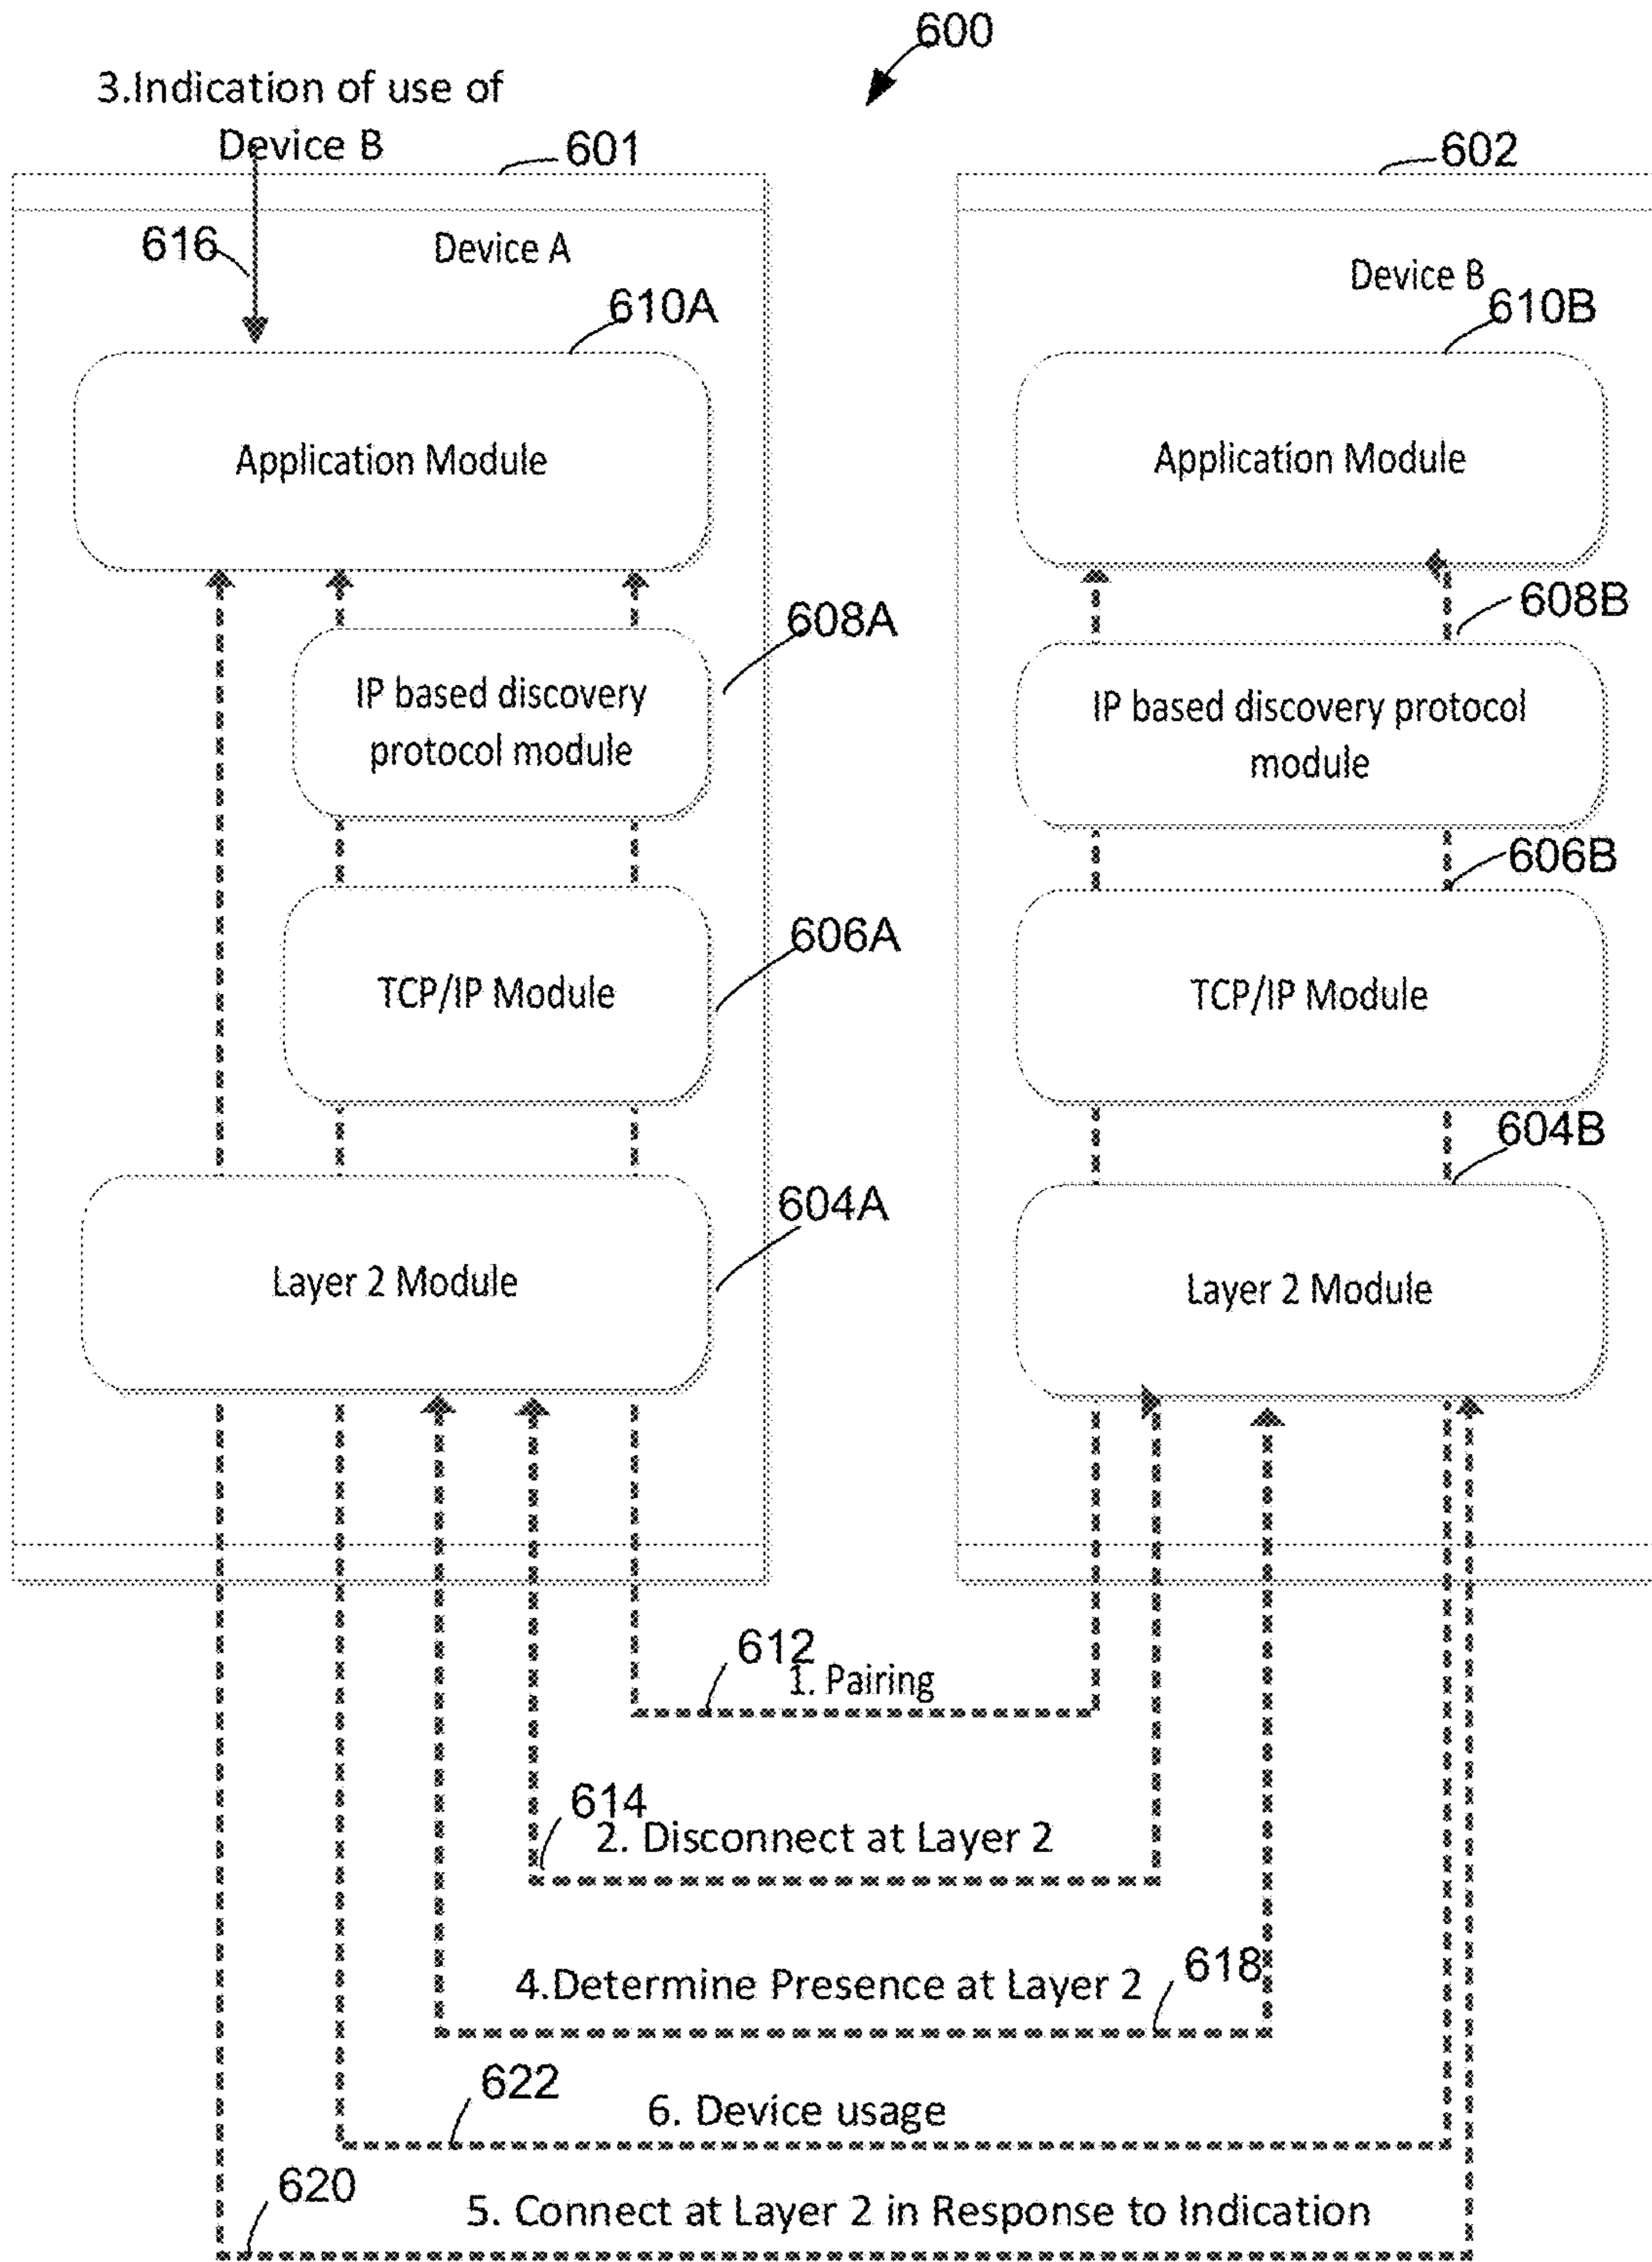 600
3.Indication of use of
Device B
601
602
616
Device A
Device B
610A
610B
Application Module
Application Module
608A
608B
IP based discovery
protocol module
IP based discovery protocol
module
606A
606B
TCP/IP Module
TCP/IP Module
604A
604B
Layer 2 Module
Layer 2 Module
612
1. Pairing
614
2. Disconnect at Layer 2
618
4.Determine Presence at Layer 2
622
6. Device usage
620
5. Connect at Layer 2 in Response to Indication